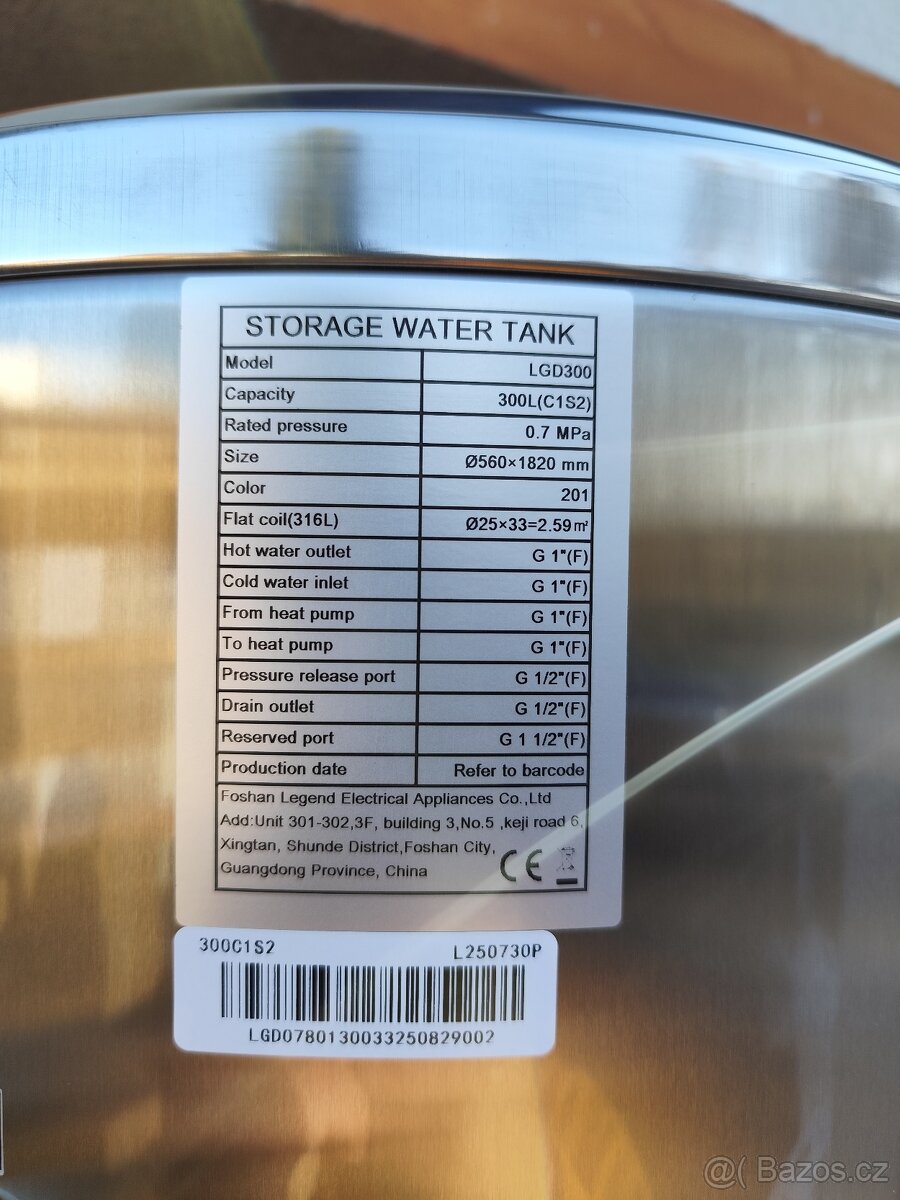 STORAGE WATER TANK
Model LGD300
Capacity 300L(C1S2)
Rated pressure 0.7 MPa
Size Ø560×1820 mm
Color 201
Flat coil(316L) Ø25×33=2.59㎡
Hot water outlet G 1"(F)
Cold water inlet G 1"(F)
From heat pump G 1"(F)
To heat pump G 1"(F)
Pressure release port G 1/2"(F)
Drain outlet G 1/2"(F)
Reserved port G 1 1/2"(F)
Production date Refer to barcode
Foshan Legend Electrical Appliances Co.,Ltd
Add:Unit 301-302,3F, building 3,No.5 ,keji road 6,
Xingtan, Shunde District,Foshan City,
Guangdong Province, China
CE
300C1S2 L250730P
LGD0780130033250829002
@( Bazos.cz